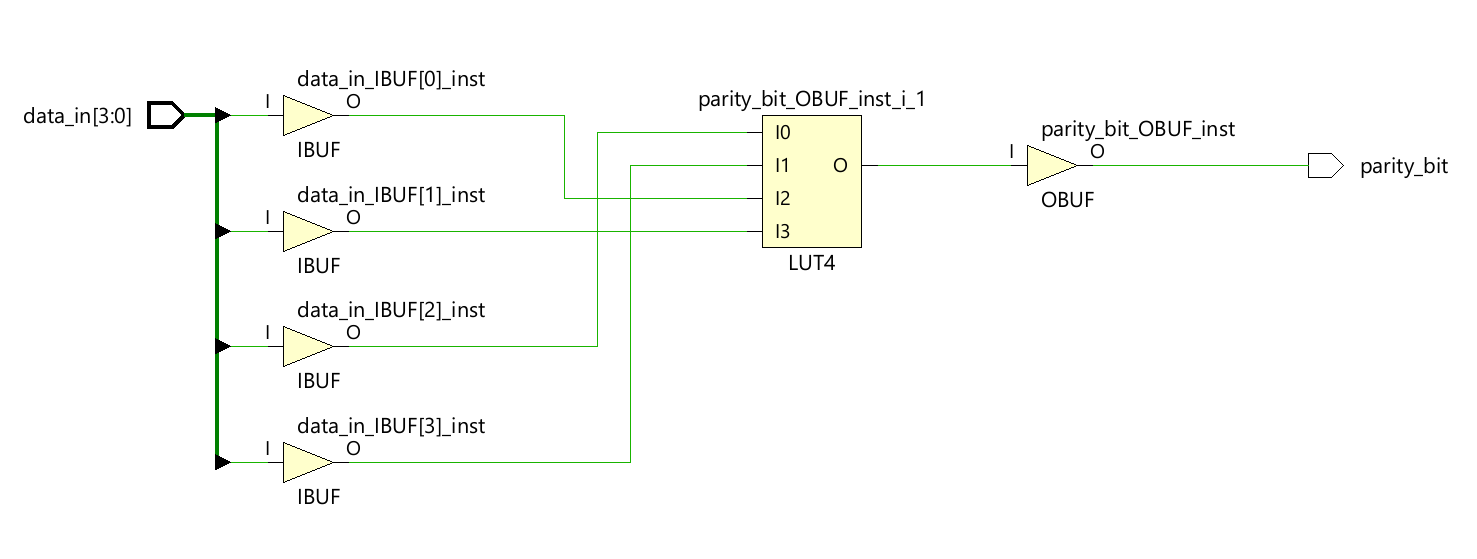 data_in[3:0]
data_in_IBUF[0]_inst
I
O
IBUF
data_in_IBUF[1]_inst
I
O
IBUF
data_in_IBUF[2]_inst
I
O
IBUF
data_in_IBUF[3]_inst
I
O
IBUF
parity_bit_OBUF_inst_i_1
I0
I1
O
I2
I3
LUT4
parity_bit_OBUF_inst
I
O
OBUF
parity_bit